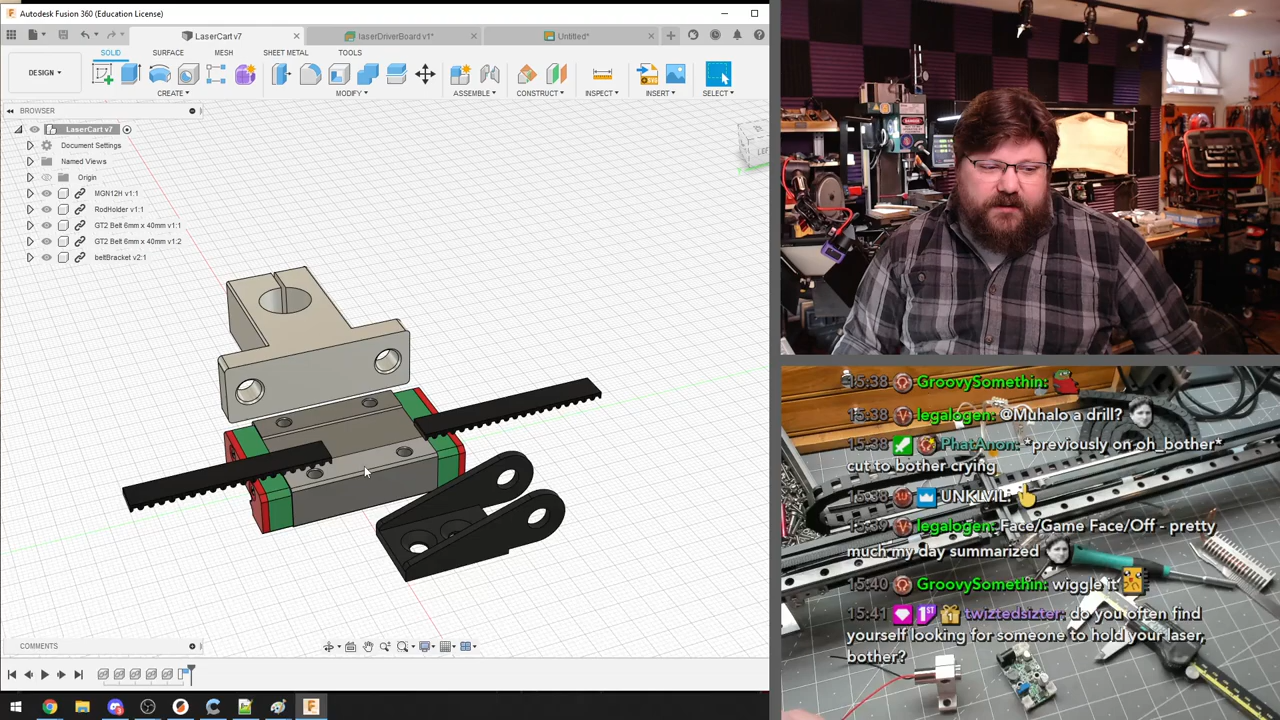 Autodesk Fusion 360 (Education License)
LaserCart v7
laserDriverBoard v1*
Untitled*
SOLID
SURFACE
MESH
SHEET METAL
TOOLS
DESIGN
CREATE
MODIFY
ASSEMBLE
CONSTRUCT
INSPECT
INSERT
SELECT
BROWSER
LaserCart v7
Document Settings
Named Views
Origin
MGN12H v1:1
RodHolder v1:1
GT2 Belt 6mm x 40mm v1:1
GT2 Belt 6mm x 40mm v1:2
beltBracket v2:1
LEFT
COMMENTS
DANGER
15:38 GroovySomethin:
15:38 legalogen: @Muhalo a drill?
15:38 PhatAnon: *previously on oh_bother*
cut to bother crying
15:38 UNKLVIL:
15:39 legalogen: Face/Game Face/Off - pretty
much my day summarized
15:40 GroovySomethin: wiggle it
15:41 1ST twiztedsizter: do you often find
yourself looking for someone to hold your laser,
bother?